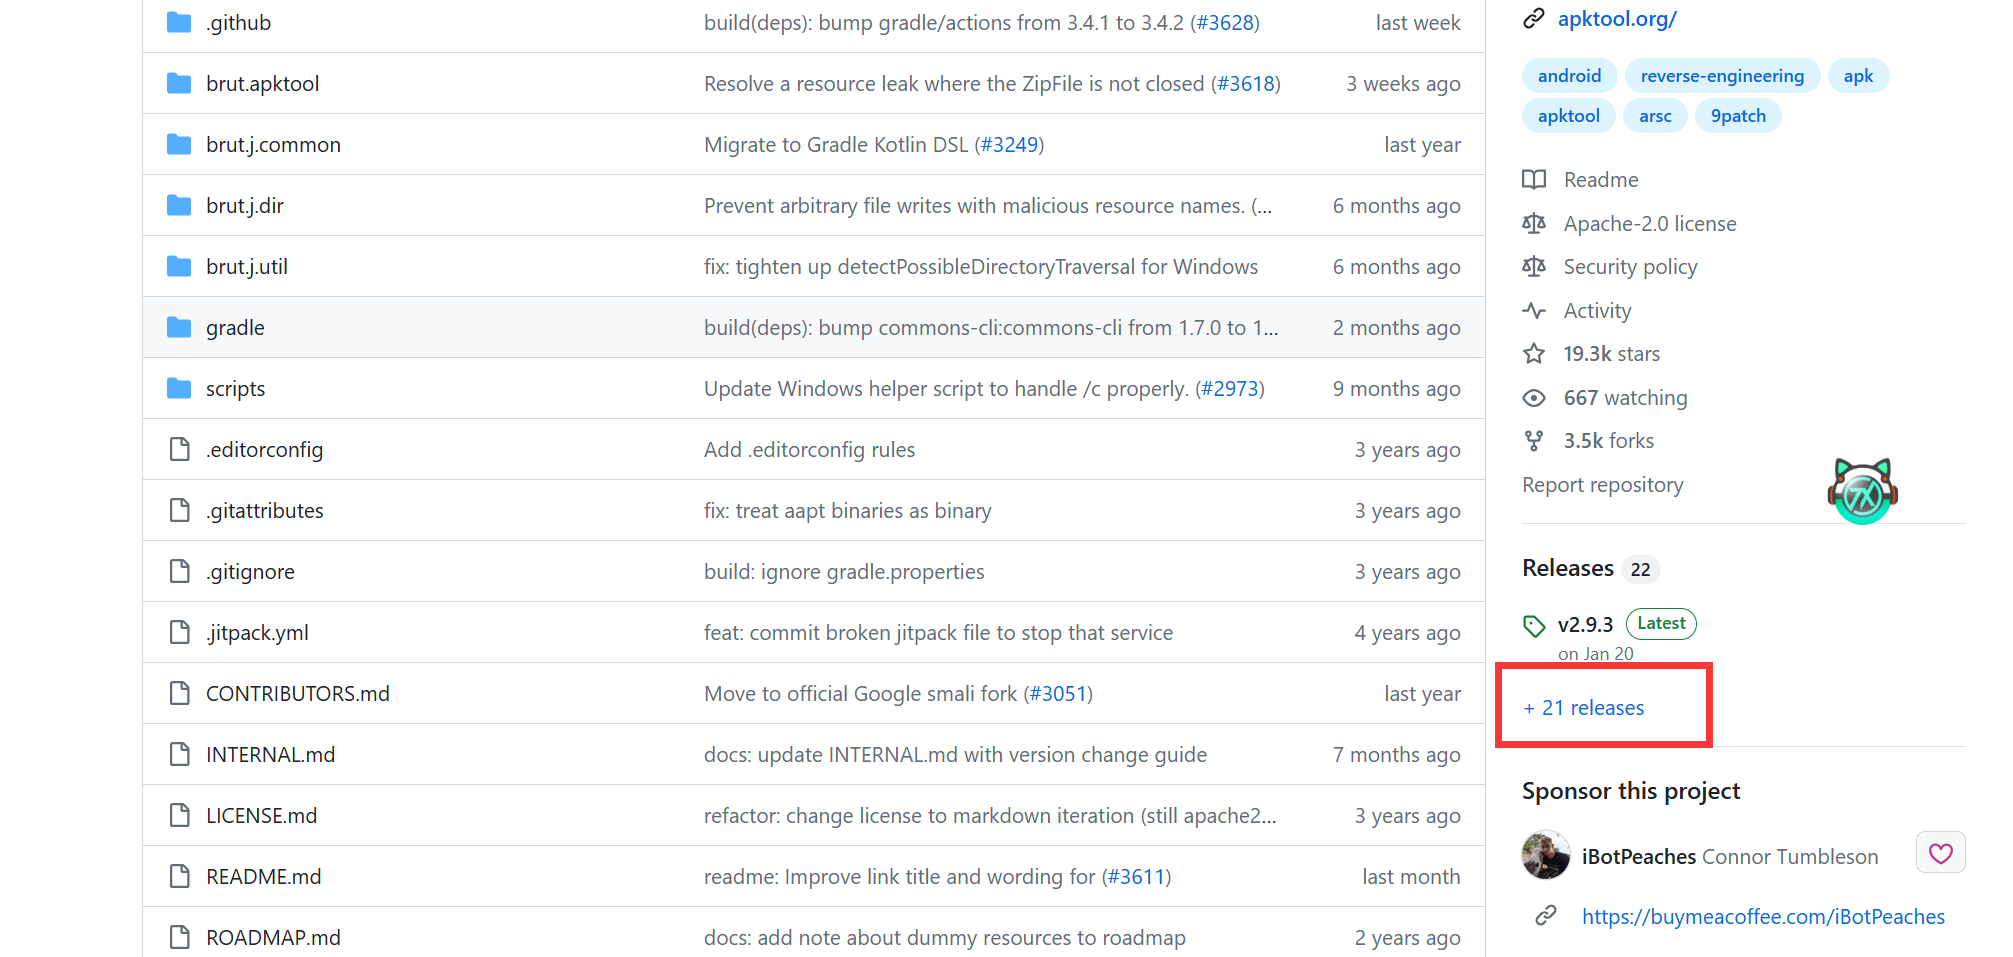 .github build(deps): bump gradle/actions from 3.4.1 to 3.4.2 (#3628) last week
brut.apktool Resolve a resource leak where the ZipFile is not closed (#3618) 3 weeks ago
brut.j.common Migrate to Gradle Kotlin DSL (#3249) last year
brut.j.dir Prevent arbitrary file writes with malicious resource names. (... 6 months ago
brut.j.util fix: tighten up detectPossibleDirectoryTraversal for Windows 6 months ago
gradle build(deps): bump commons-cli:commons-cli from 1.7.0 to 1... 2 months ago
scripts Update Windows helper script to handle /c properly. (#2973) 9 months ago
.editorconfig Add .editorconfig rules 3 years ago
.gitattributes fix: treat aapt binaries as binary 3 years ago
.gitignore build: ignore gradle.properties 3 years ago
.jitpack.yml feat: commit broken jitpack file to stop that service 4 years ago
CONTRIBUTORS.md Move to official Google smali fork (#3051) last year
INTERNAL.md docs: update INTERNAL.md with version change guide 7 months ago
LICENSE.md refactor: change license to markdown iteration (still apache2... 3 years ago
README.md readme: Improve link title and wording for (#3611) last month
ROADMAP.md docs: add note about dummy resources to roadmap 2 years ago
apktool.org/
android reverse-engineering apk
apktool arsc 9patch
Readme
Apache-2.0 license
Security policy
Activity
19.3k stars
667 watching
3.5k forks
Report repository
ZX
Releases 22
v2.9.3 Latest
on Jan 20
+ 21 releases
Sponsor this project
iBotPeaches Connor Tumbleson
https://buymeacoffee.com/iBotPeaches